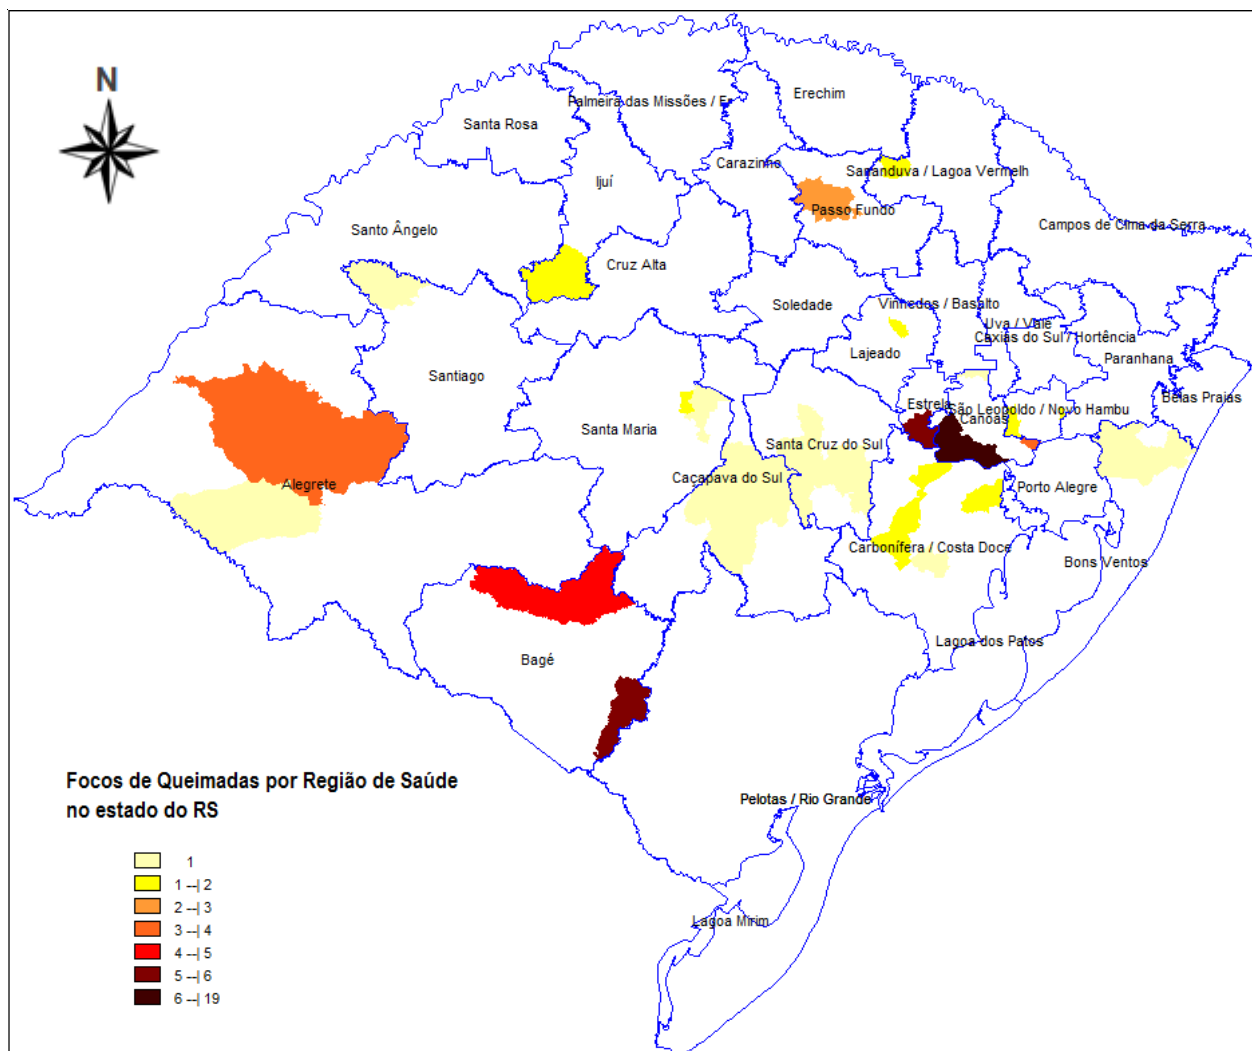 N
Palmeira das Missões / Er
Erechim
Santa Rosa
Carazinho
Sananduva / Lagoa Vermelh
Ijuí
Passo Fundo
Santo Ângelo
Campos de Cima da Serra
Cruz Alta
Soledade
Vinhedos / Basalto
Uva / Vale
Caxias do Sul / Hortência
Lajeado
Paranhana
Santiago
Belas Praias
Estrela
São Leopoldo / Novo Hambu
Canoas
Santa Maria
Santa Cruz do Sul
Caçapava do Sul
Alegrete
Porto Alegre
Carbonífera / Costa Doce
Bons Ventos
Lagoa dos Patos
Bagé
Focos de Queimadas por Região de Saúde
no estado do RS
Pelotas / Rio Grande
1
1 --| 2
2 --| 3
3 --| 4
4 --| 5
5 --| 6
6 --| 19
Lagoa Mirim